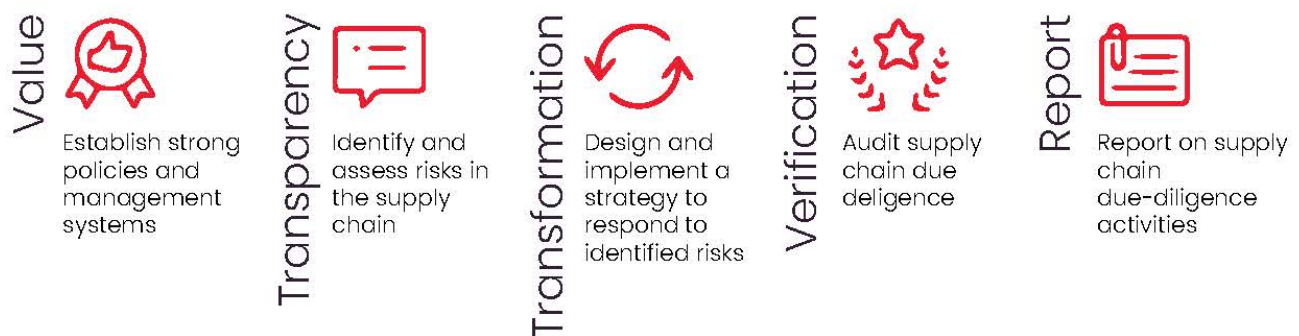 Value
Establish strong
policies and
management
systems
Transparency
Identify and
assess risks in
the supply
chain
Transformation
Design and
implement a
strategy to
respond to
identified risks
Verification
Audit supply
chain due
deligence
Report
Report on supply
chain
due-diligence
activities